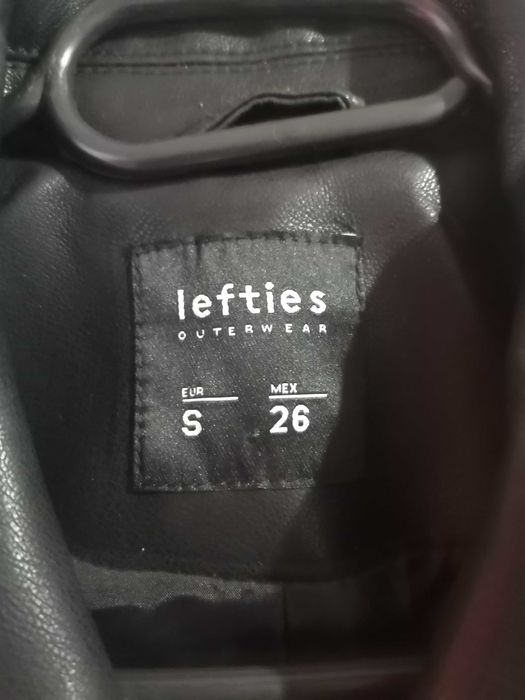 lefties
OUTERWEAR
EUR MEX
S 26